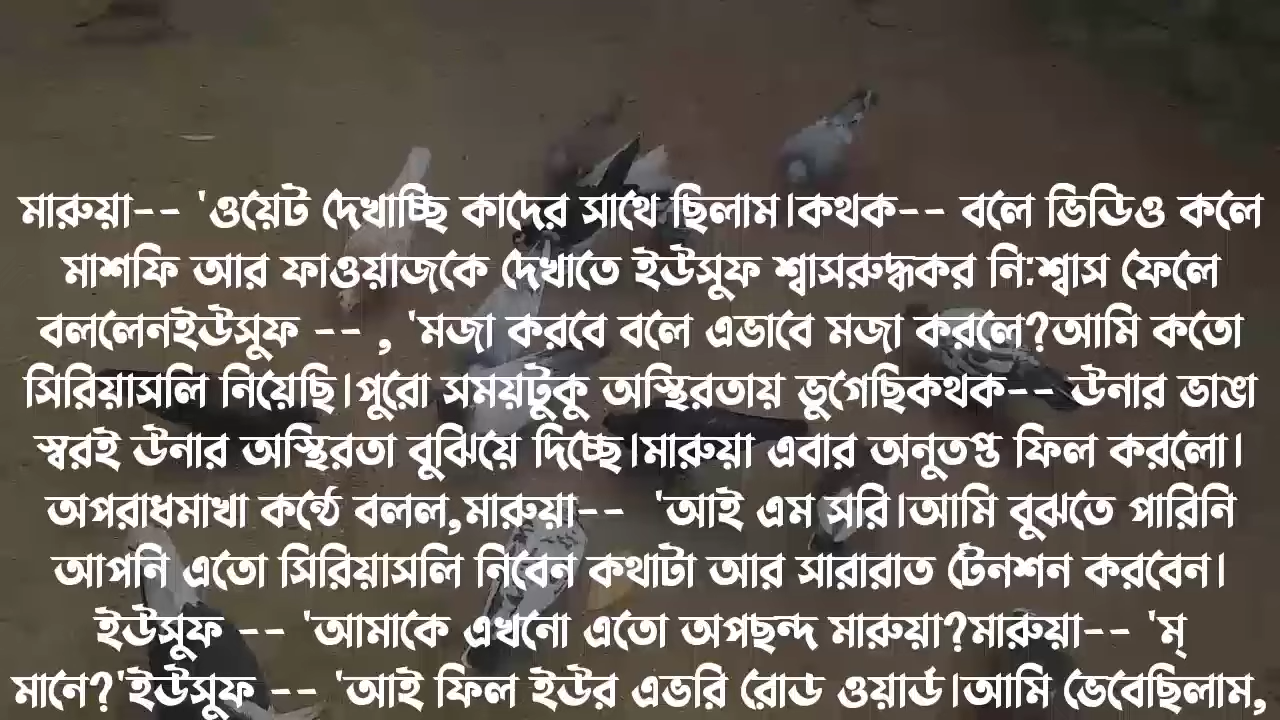 মারুয়া-- 'ওয়েট দেখাচ্ছি কাদের সাথে ছিলাম।কথক-- বলে ভিডিও কলে
মাশফি আর ফাওয়াজকে দেখাতে ইউসুফ শ্বাসরুদ্ধকর নি:শ্বাস ফেলে
বললেনইউসুফ -- , 'মজা করবে বলে এভাবে মজা করলে?আমি কতো
সিরিয়াসলি নিয়েছি।পুরো সময়টুকু অস্থিরতায় ভুগেছিকথক-- উনার ভাঙা
স্বরই উনার অস্থিরতা বুঝিয়ে দিচ্ছে।মারুয়া এবার অনুতপ্ত ফিল করলো।
অপরাধমাখা কন্ঠে বলল,মারুয়া-- 'আই এম সরি।আমি বুঝতে পারিনি
আপনি এতো সিরিয়াসলি নিবেন কথাটা আর সারারাত টেনশন করবেন।
ইউসুফ -- 'আমাকে এখনো এতো অপছন্দ মারুয়া?মারুয়া-- 'ম্
মানে?'ইউসুফ -- 'আই ফিল ইউর এভরি রোড ওয়ার্ড।আমি ভেবেছিলাম,